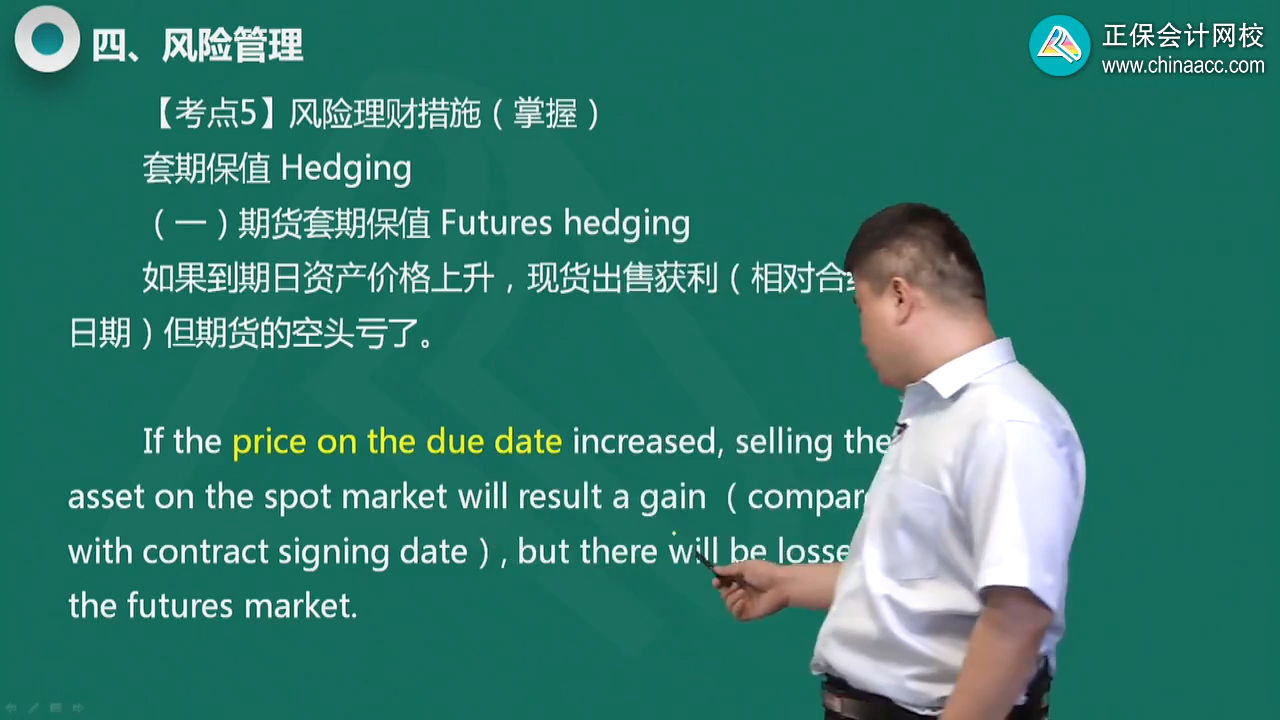 四、风险管理
正保会计网校
www.chinaacc.com
【考点5】风险理财措施（掌握）
套期保值 Hedging
（一）期货套期保值 Futures hedging
如果到期日资产价格上升，现货出售获利（相对合
日期）但期货的空头亏了。
If the price on the due date increased, selling the
asset on the spot market will result a gain（
with contract signing date）, but there will be
the futures market.